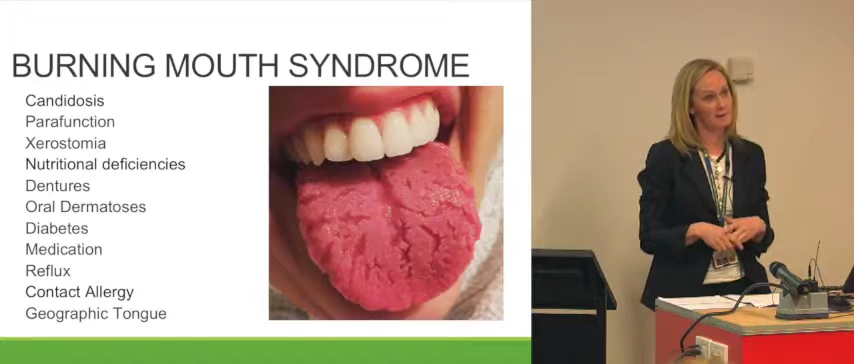 BURNING MOUTH SYNDROME
Candidosis
Parafunction
Xerostomia
Nutritional deficiencies
Dentures
Oral Dermatoses
Diabetes
Medication
Reflux
Contact Allergy
Geographic Tongue